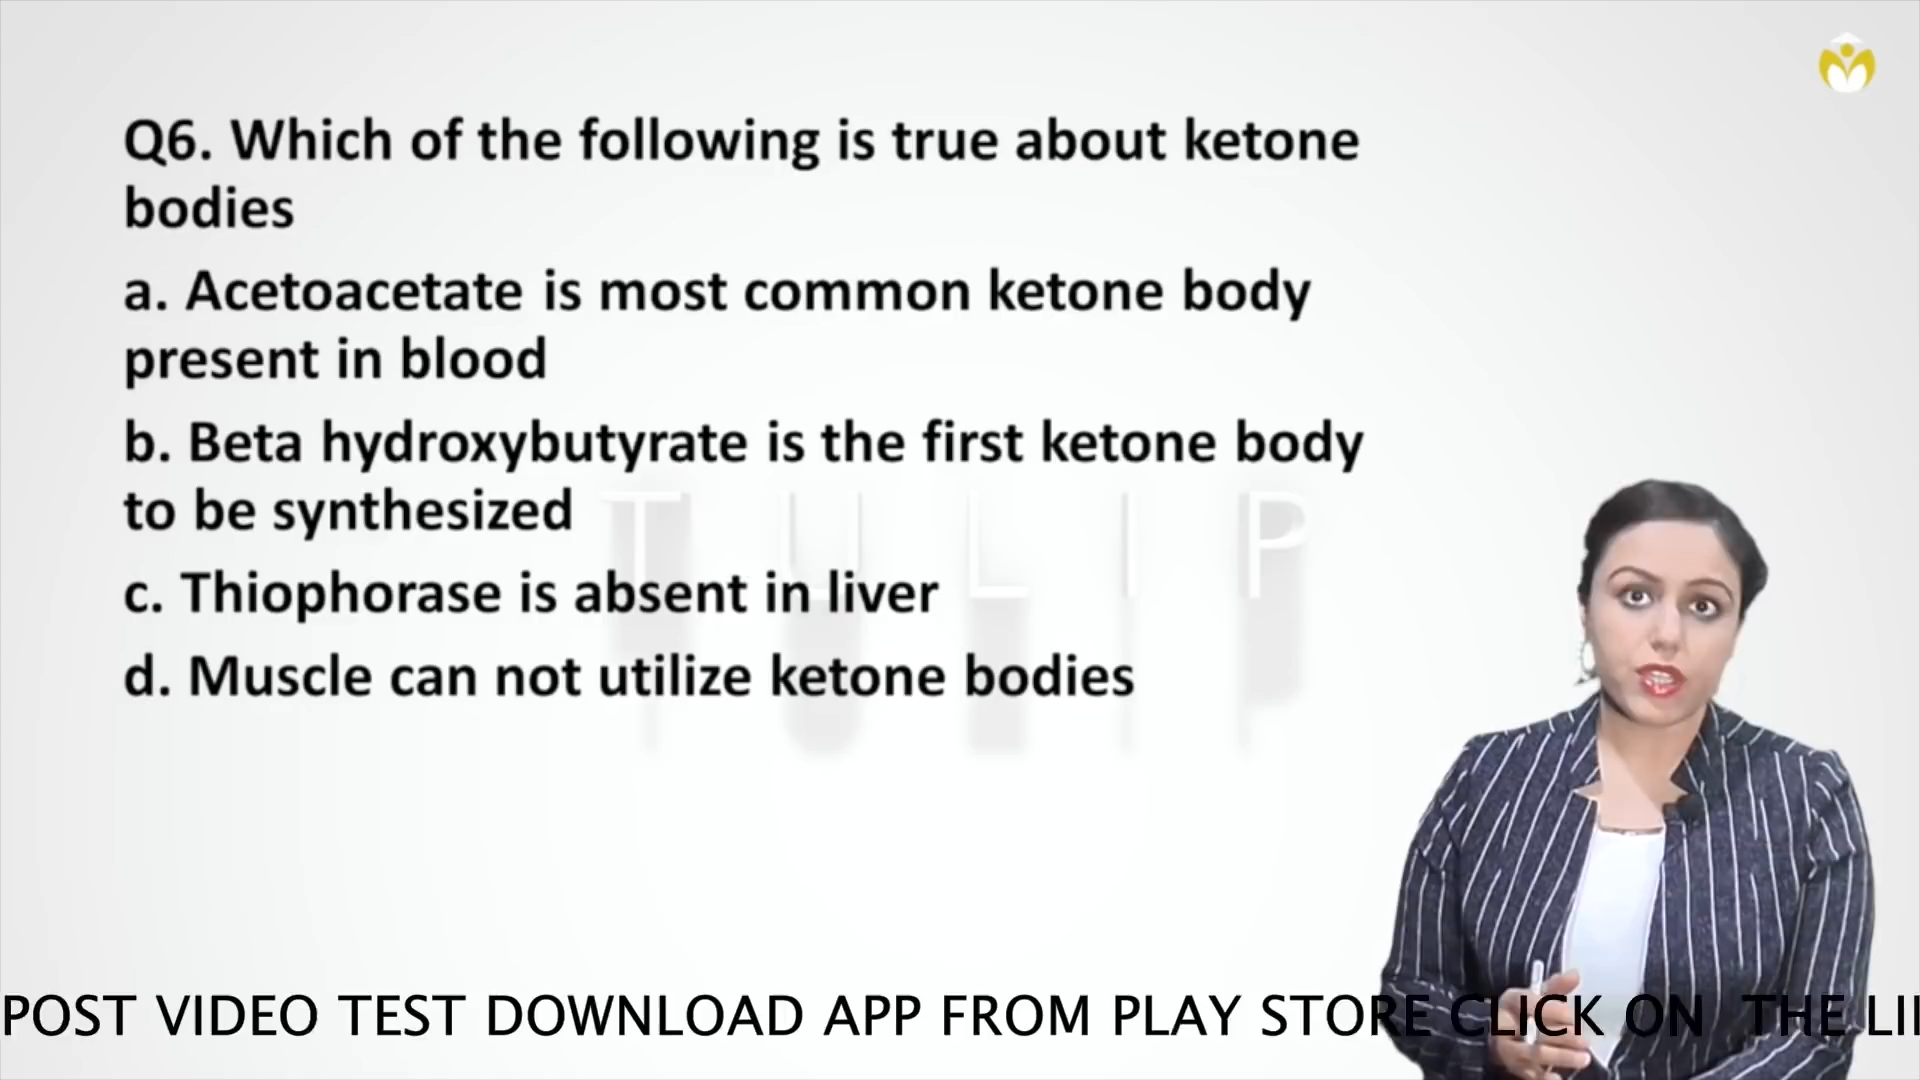 Q6. Which of the following is true about ketone
bodies
a. Acetoacetate is most common ketone body
present in blood
b. Beta hydroxybutyrate is the first ketone body
to be synthesized
TULIP
c. Thiophorase is absent in liver
d. Muscle can not utilize ketone bodies
POST VIDEO TEST DOWNLOAD APP FROM PLAY STORE CLICK ON THE